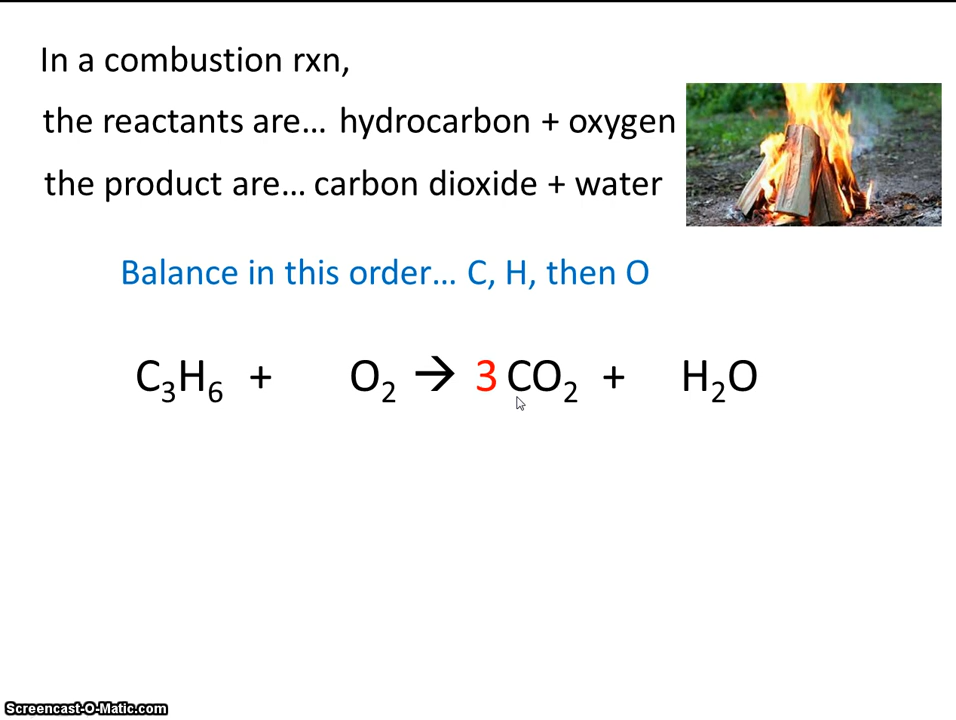 In a combustion rxn,
the reactants are... hydrocarbon + oxygen
the product are... carbon dioxide + water
Balance in this order... C, H, then O
C₃H₆ + O₂ → 3 CO₂ + H₂O
Screencast-O-Matic.com